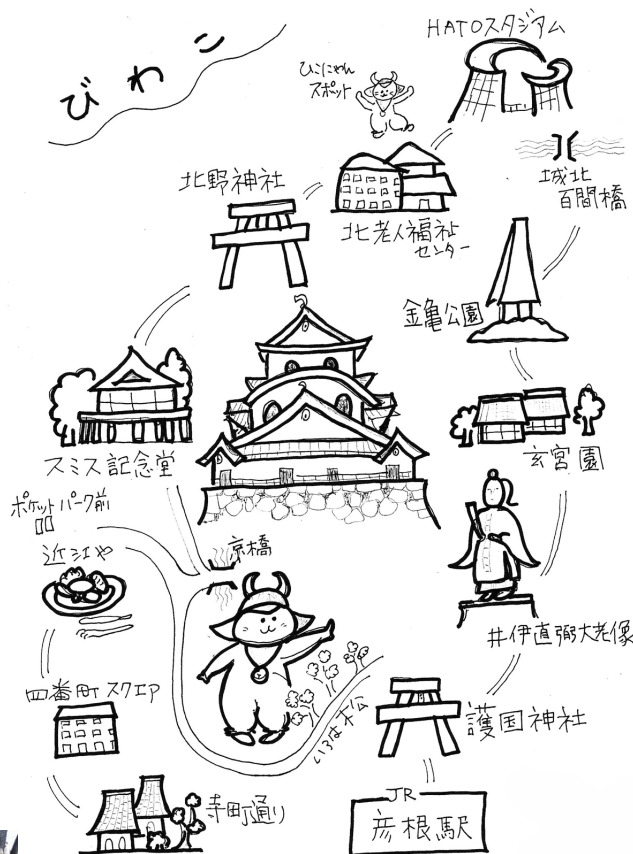 びわこ
HATOスタジアム
ひこにゃん
スポット
北野神社
北老人福祉
センター
城北
百間橋
金亀公園
スミス記念堂
玄宮園
ポケットパーク前
近江や
京橋
井伊直弼大老像
四番町スクエア
いろは松
護国神社
寺町通り
JR
彦根駅